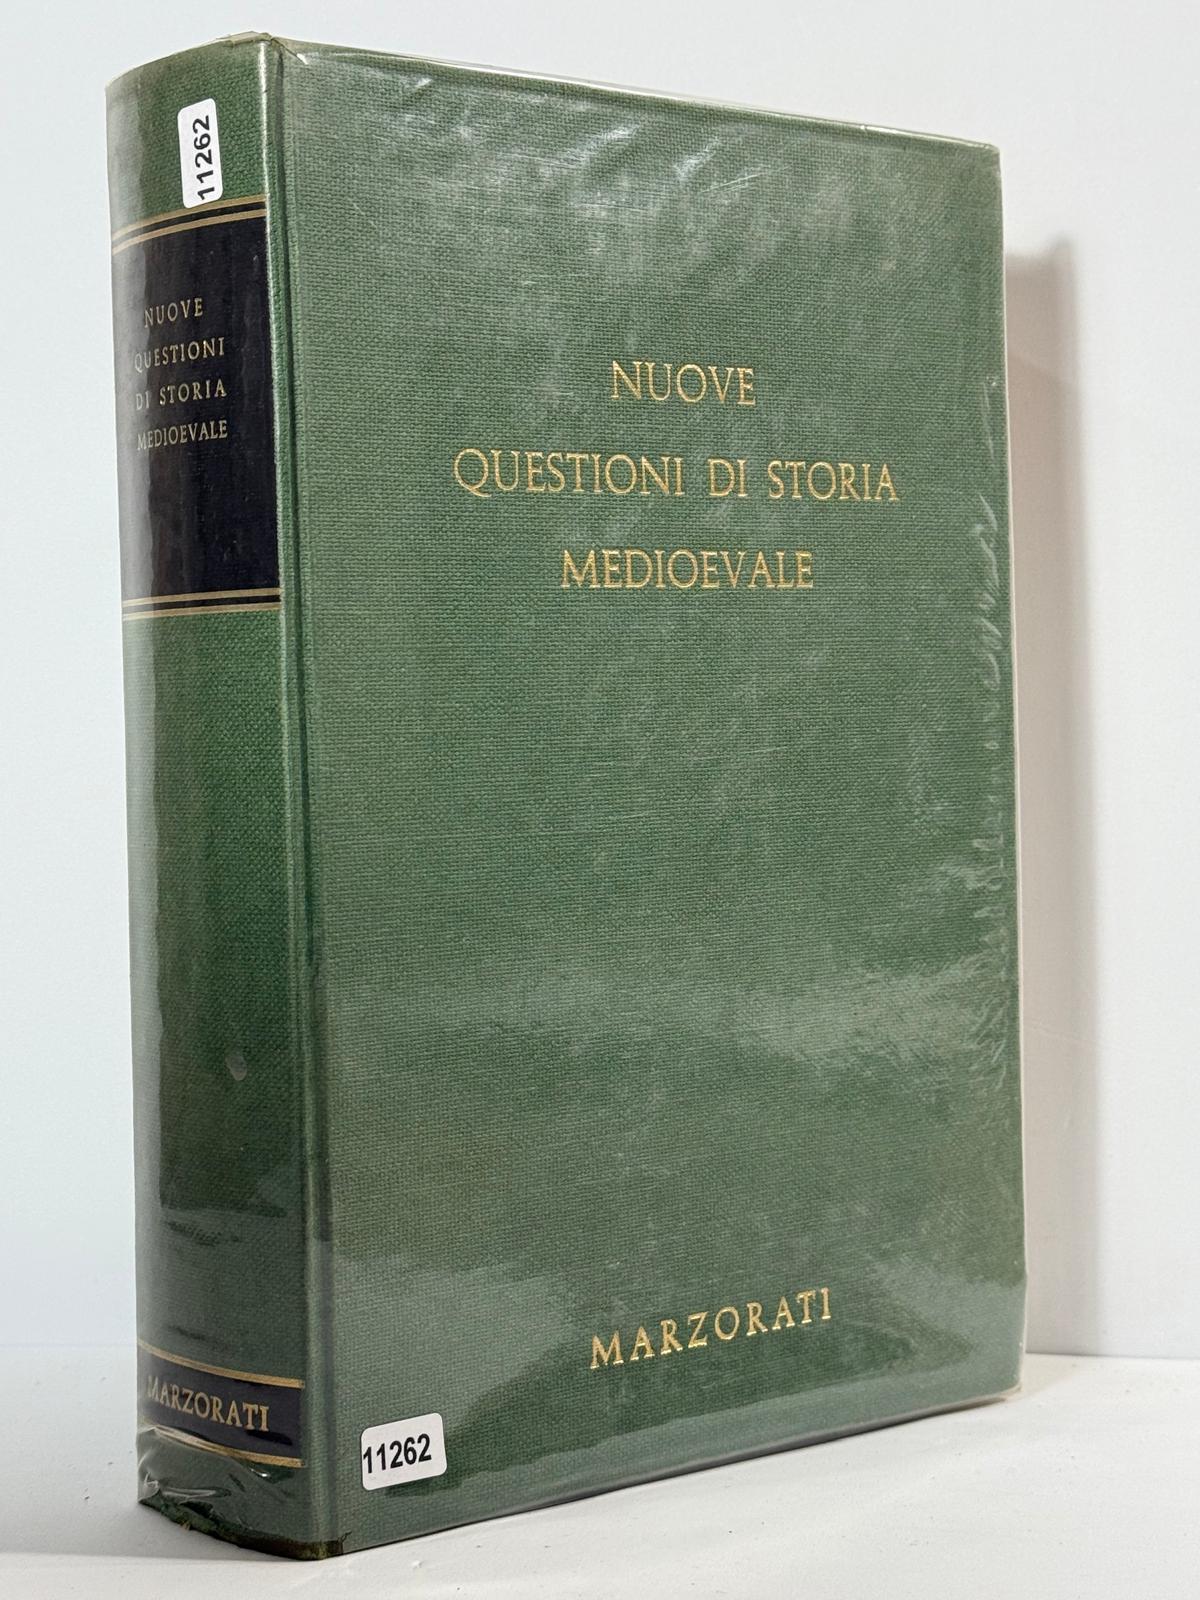 11262
NUOVE
QUESTIONI
DI STORIA
MEDIOEVALE
MARZORATI
NUOVE
QUESTIONI DI STORIA
MEDIOEVALE
MARZORATI
11262